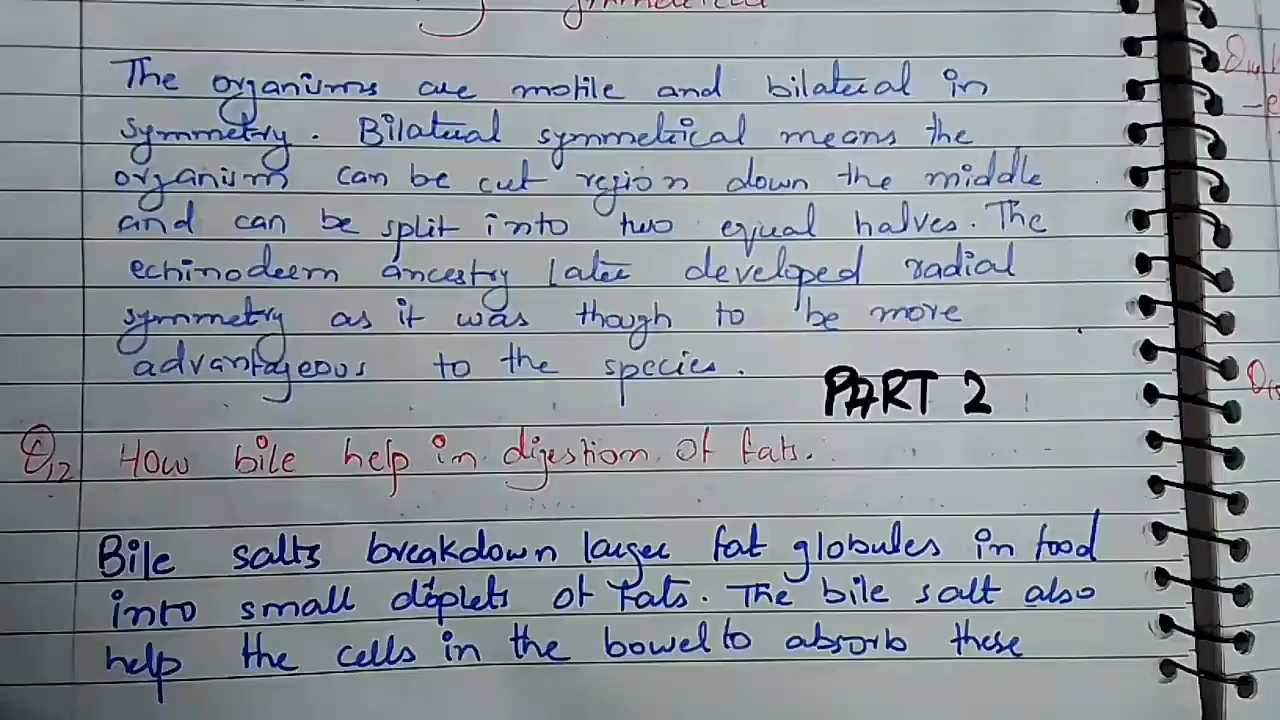 The organisms are motile and bilateral in
symmetry. Bilateral symmetrical means the
organism can be cut region down the middle
and can be split into two equal halves. The
echinoderm ancestry later developed radial
symmetry as it was though to be more
advantageous to the species.
PART 2
Q12 How bile help in digestion of fats.
Bile salts breakdown larger fat globules in food
into small doplets of fats. The bile salt also
help the cells in the bowel to absorb these